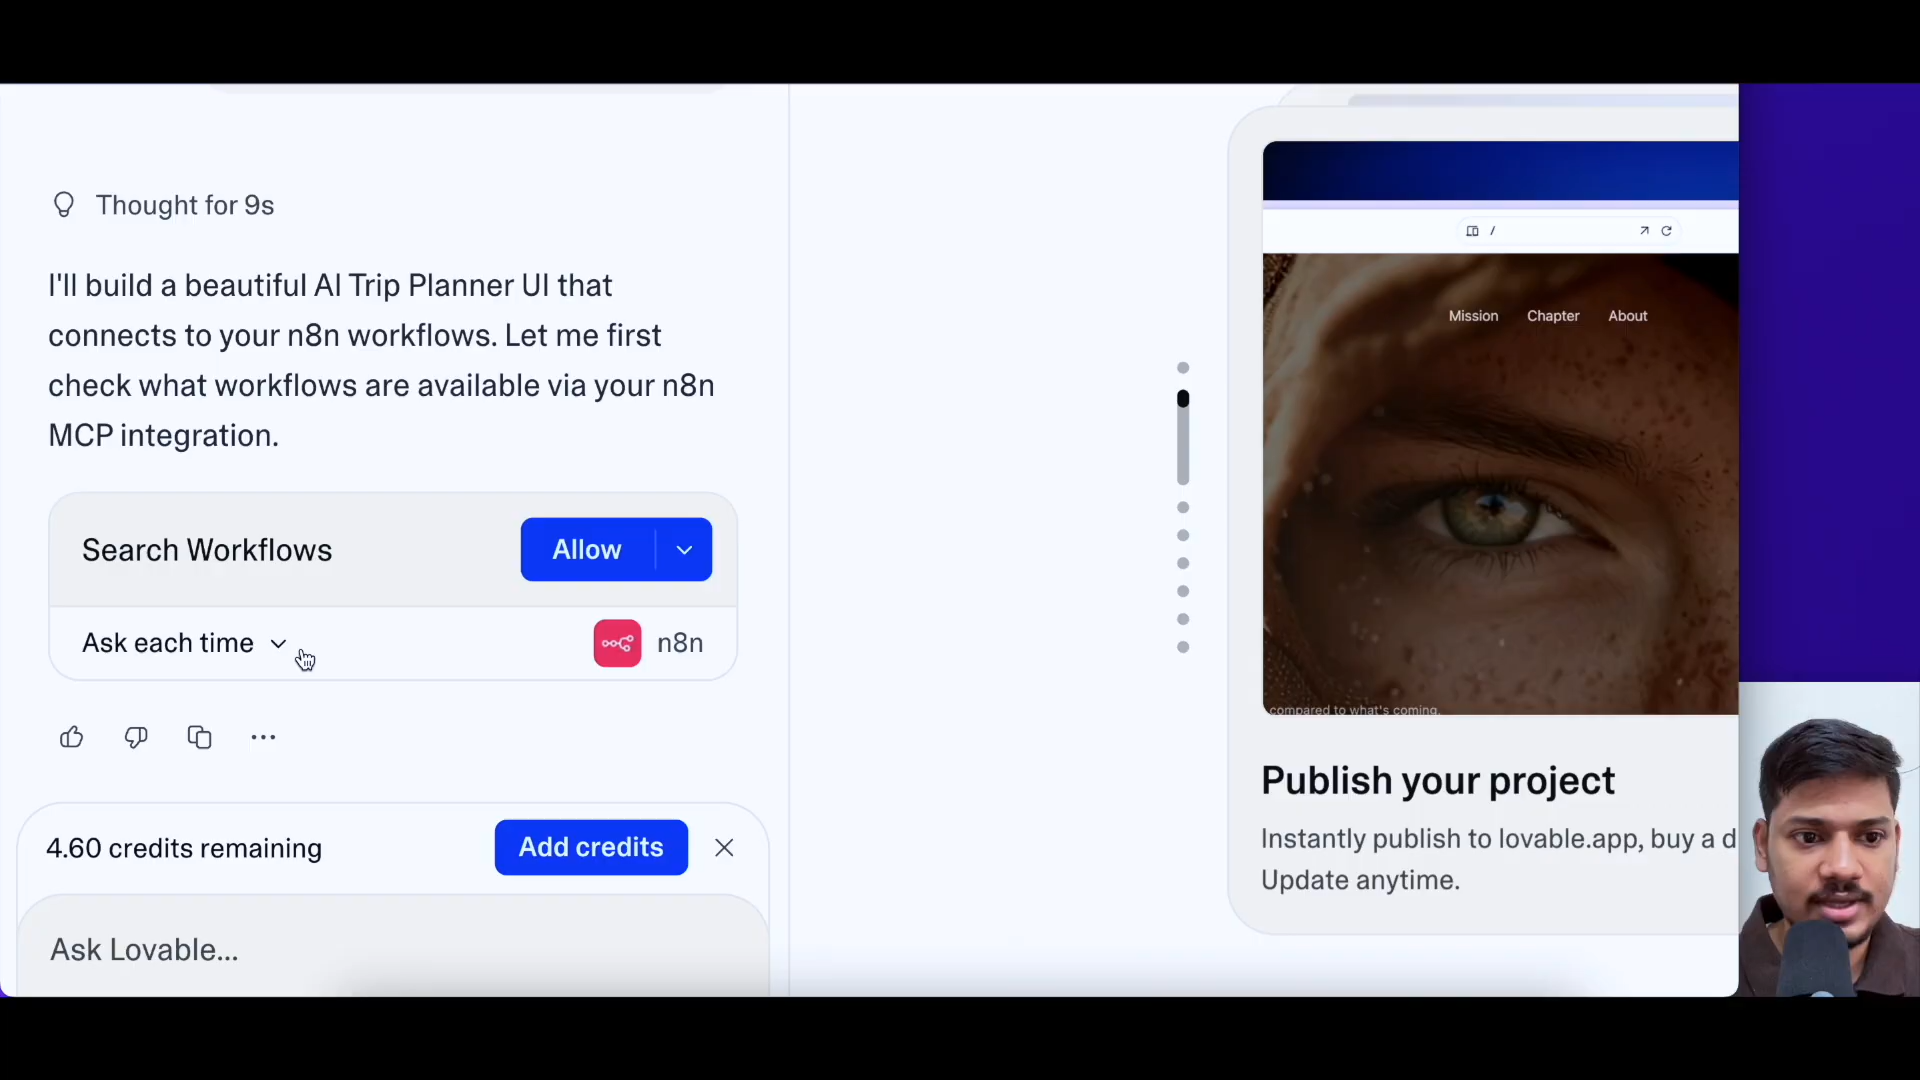 Thought for 9s
I'll build a beautiful AI Trip Planner UI that
connects to your n8n workflows. Let me first
check what workflows are available via your n8n
MCP integration.
Search Workflows
Allow
Ask each time
n8n
4.60 credits remaining
Add credits
Ask Lovable...
/
Mission Chapter About
compared to what's coming.
Publish your project
Instantly publish to lovable.app, buy a d
Update anytime.